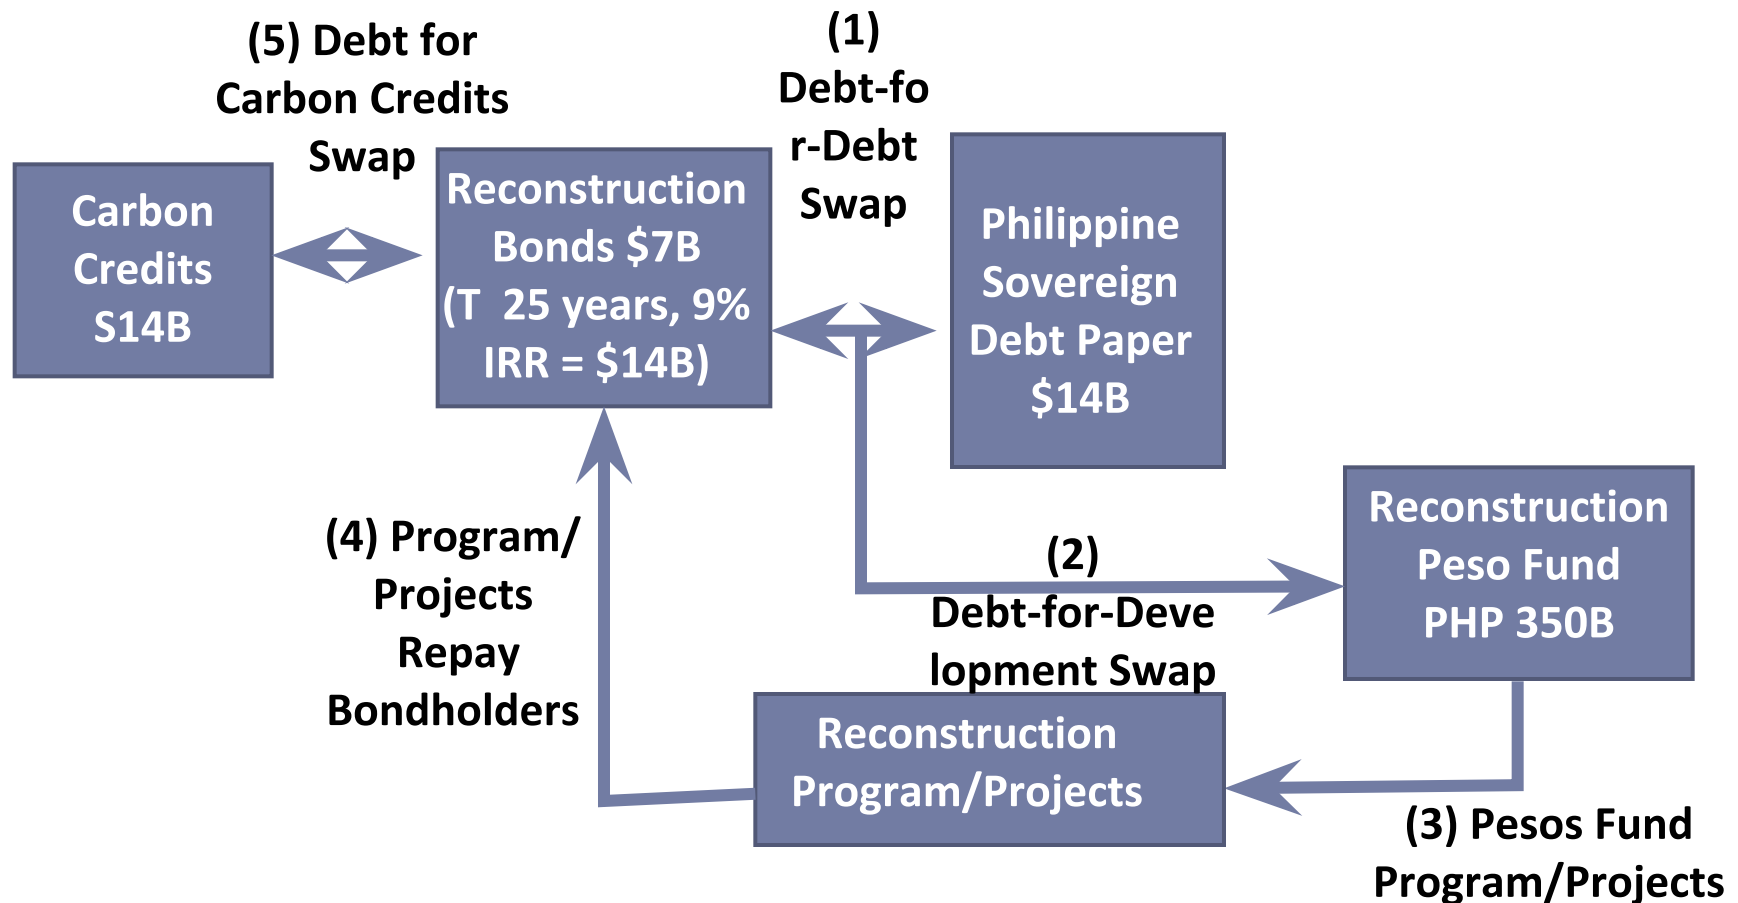 (5) Debt for
Carbon Credits
Swap
(1)
Debt-fo
r-Debt
Swap
Carbon
Credits
S14B
Reconstruction
Bonds $7B
(T  25 years, 9%
IRR = $14B)
Philippine
Sovereign
Debt Paper
$14B
(4) Program/
Projects
Repay
Bondholders
(2)
Debt-for-Deve
lopment Swap
Reconstruction
Peso Fund
PHP 350B
Reconstruction
Program/Projects
(3) Pesos Fund
Program/Projects